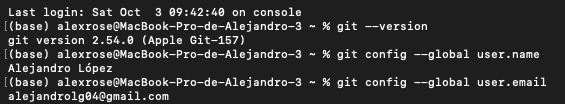 Last login: Sat Oct  3 09:42:40 on console
[(base) alexrose@MacBook-Pro-de-Alejandro-3 ~ % git --version
git version 2.54.0 (Apple Git-157)
[(base) alexrose@MacBook-Pro-de-Alejandro-3 ~ % git config --global user.name
Alejandro López
[(base) alexrose@MacBook-Pro-de-Alejandro-3 ~ % git config --global user.email
alejandrolg04@gmail.com